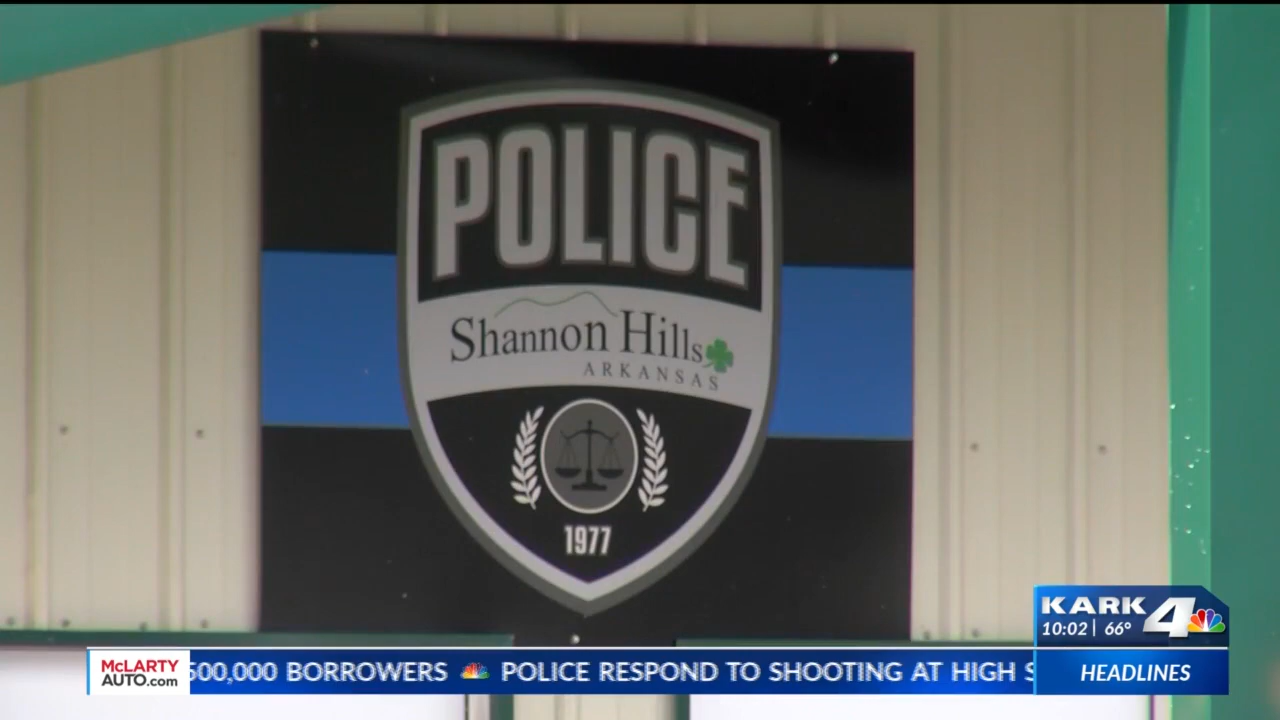 POLICE
Shannon Hills
ARKANSAS
1977
KARK 4
10:02 | 66°
McLARTY
AUTO.com
500,000 BORROWERS POLICE RESPOND TO SHOOTING AT HIGH S
HEADLINES